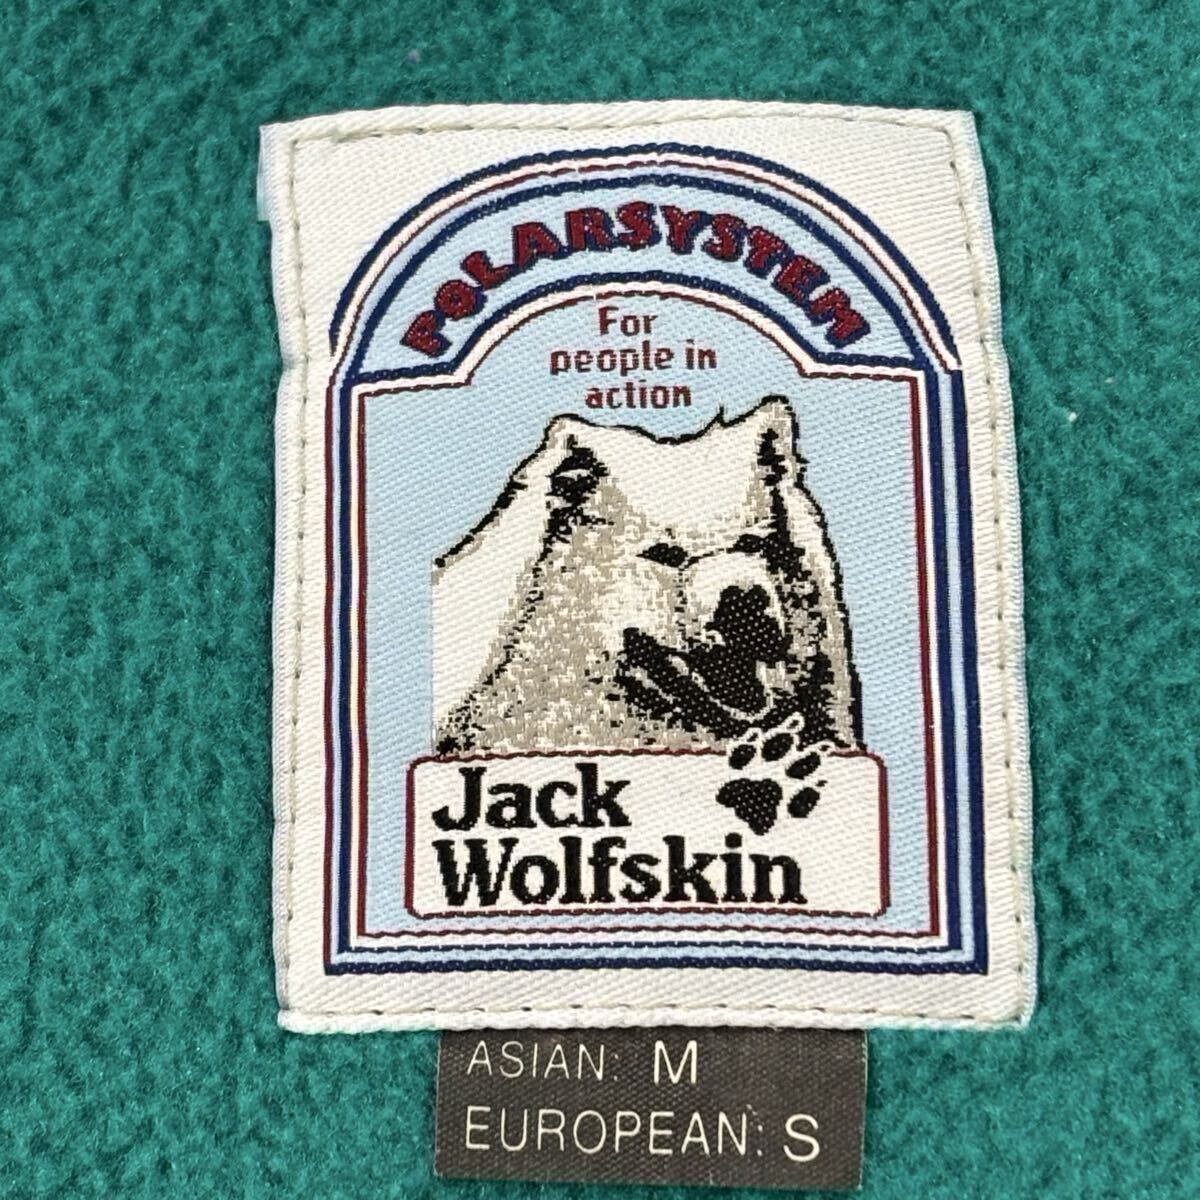 POLARSYSTEM
For
people in
action
Jack
Wolfskin
ASIAN: M
EUROPEAN: S